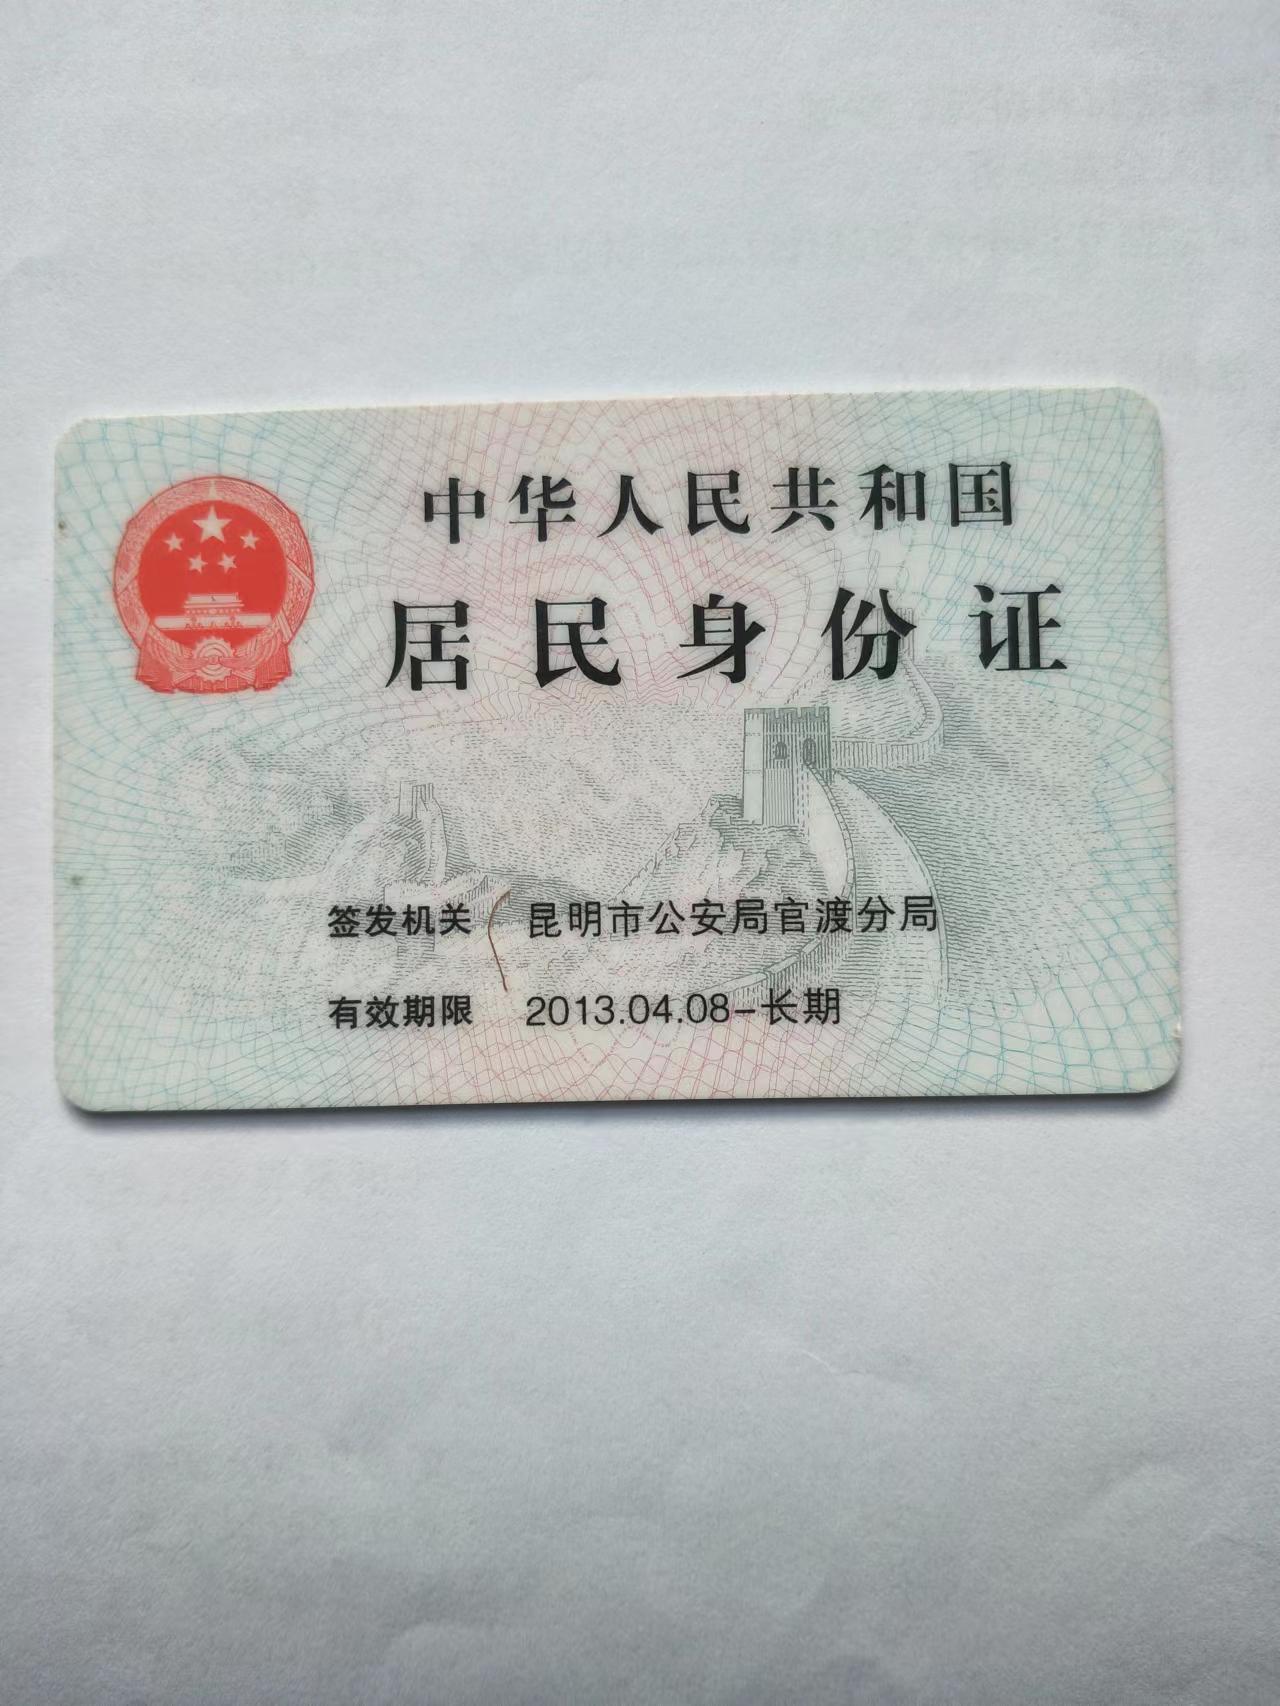 中华人民共和国
居民身份证
签发机关 昆明市公安局官渡分局
有效期限 2013.04.08-长期